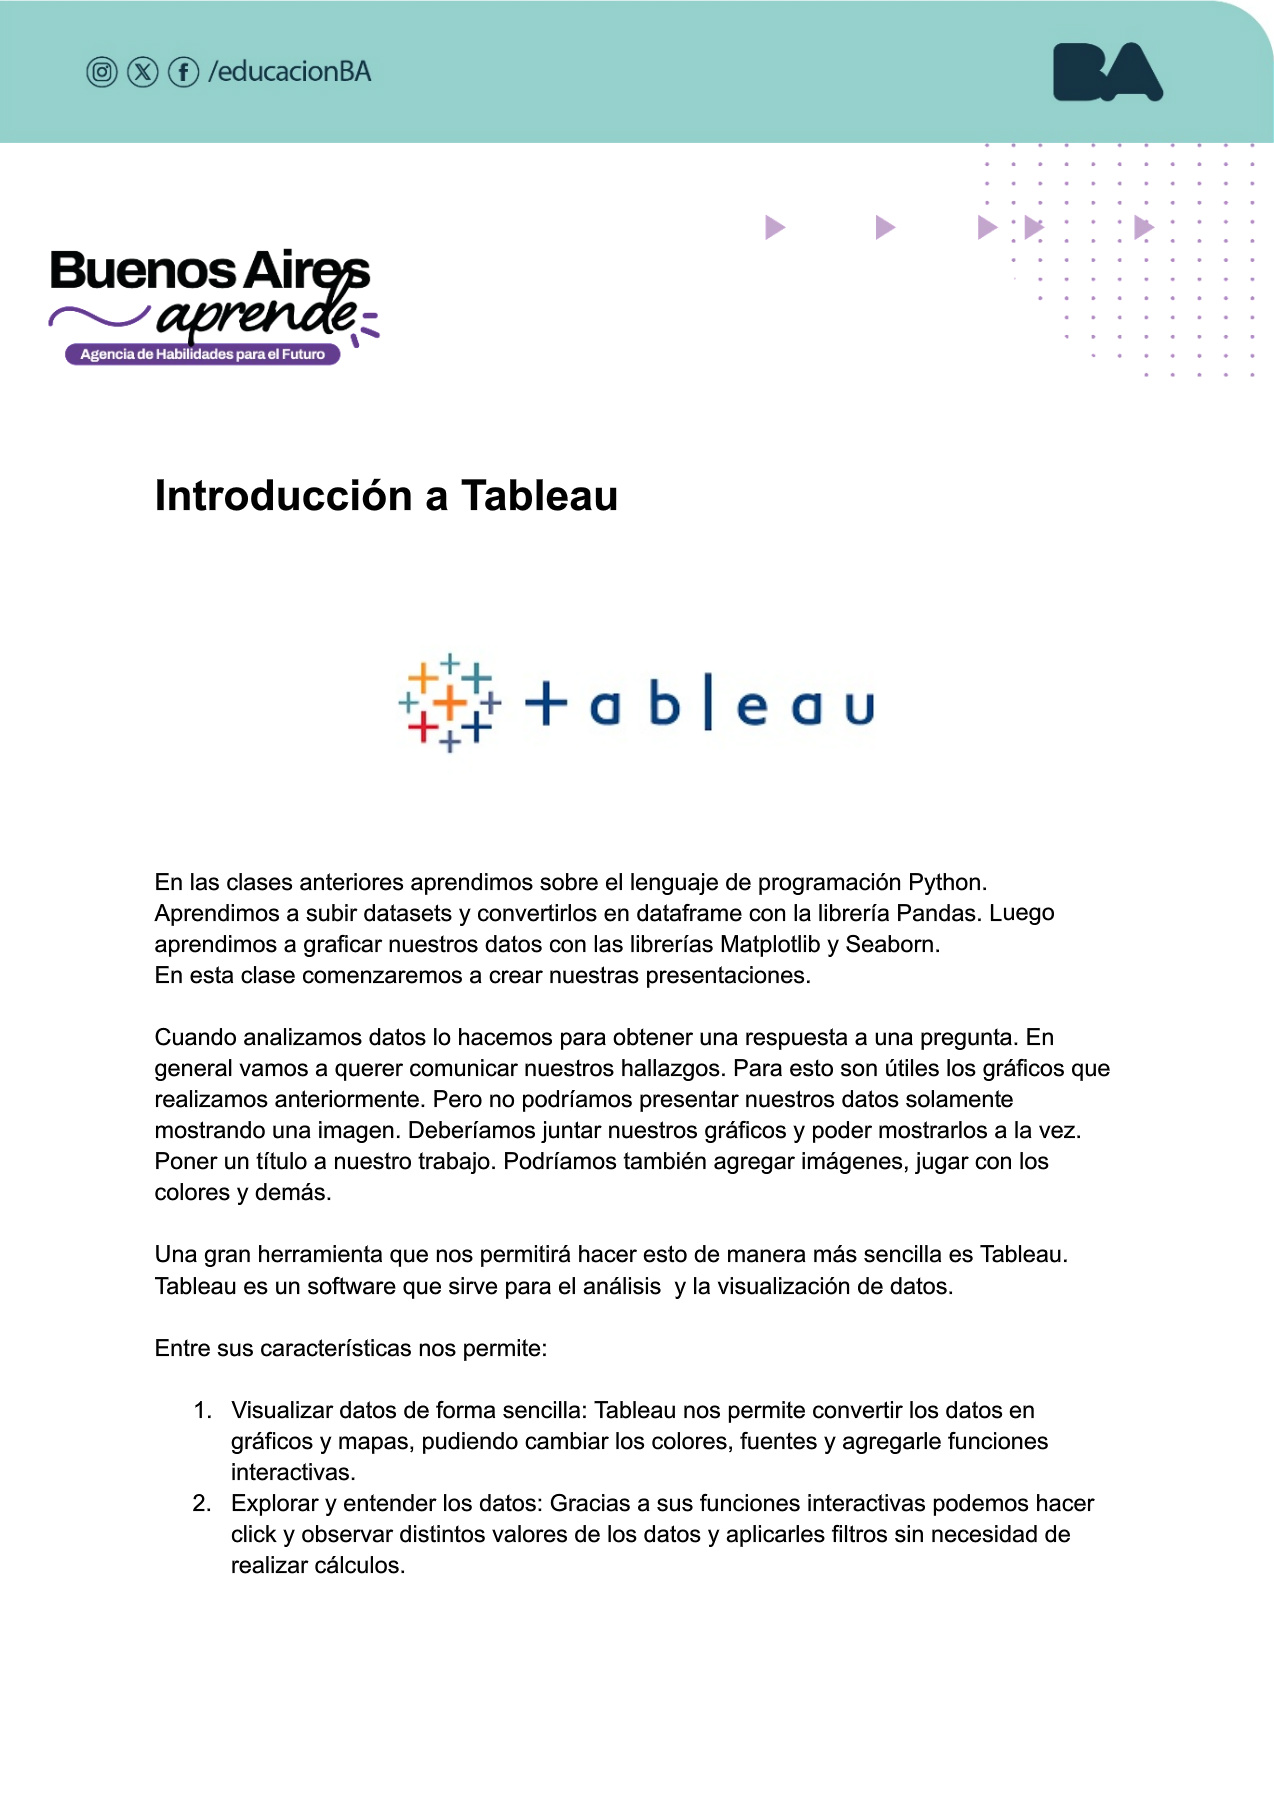 /educacionBA
BA
Buenos Aires
aprende
Agencia de Habilidades para el Futuro
Introducción a Tableau
+ableau
En las clases anteriores aprendimos sobre el lenguaje de programación Python.
Aprendimos a subir datasets y convertirlos en dataframe con la librería Pandas. Luego
aprendimos a graficar nuestros datos con las librerías Matplotlib y Seaborn.
En esta clase comenzaremos a crear nuestras presentaciones.
Cuando analizamos datos lo hacemos para obtener una respuesta a una pregunta. En
general vamos a querer comunicar nuestros hallazgos. Para esto son útiles los gráficos que
realizamos anteriormente. Pero no podríamos presentar nuestros datos solamente
mostrando una imagen. Deberíamos juntar nuestros gráficos y poder mostrarlos a la vez.
Poner un título a nuestro trabajo. Podríamos también agregar imágenes, jugar con los
colores y demás.
Una gran herramienta que nos permitirá hacer esto de manera más sencilla es Tableau.
Tableau es un software que sirve para el análisis  y la visualización de datos.
Entre sus características nos permite:
1. Visualizar datos de forma sencilla: Tableau nos permite convertir los datos en
gráficos y mapas, pudiendo cambiar los colores, fuentes y agregarle funciones
interactivas.
2. Explorar y entender los datos: Gracias a sus funciones interactivas podemos hacer
click y observar distintos valores de los datos y aplicarles filtros sin necesidad de
realizar cálculos.